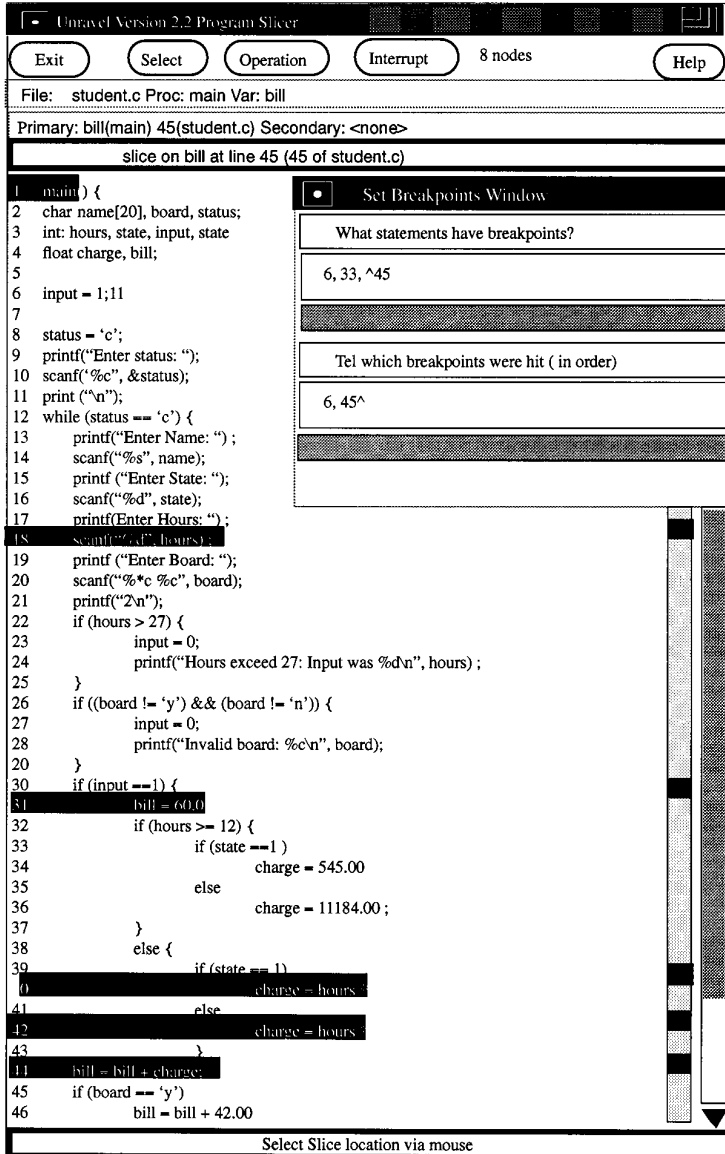 Unravel Version 2.2 Program Slicer
Exit Select Operation Interrupt 8 nodes Help
File: student.c Proc: main Var: bill
Primary: bill(main) 45(student.c) Secondary: <none>
slice on bill at line 45 (45 of student.c)
1 main() {
2 char name[20], board, status;
3 int: hours, state, input, state
4 float charge, bill;
5
6 input = 1;11
7
8 status = ‘c’;
9 printf(“Enter status: “);
10 scanf(‘%c”, &status);
11 print (“\n”);
12 while (status == ‘c’) {
13 printf(“Enter Name: “) ;
14 scanf(“%s”, name);
15 printf (“Enter State: “);
16 scanf(“%d”, state);
17 printf(Enter Hours: “) ;
18 scanf(“%d”, hours) ;
19 printf (“Enter Board: “);
20 scanf(“%*c %c”, board);
21 printf(“2\n”);
22 if (hours > 27) {
23 input = 0;
24 printf(“Hours exceed 27: Input was %d\n”, hours) ;
25 }
26 if ((board != ‘y’) && (board != ‘n’)) {
27 input = 0;
28 printf(“Invalid board: %c\n”, board);
20 }
30 if (input ==1) {
31 bill = 60.0
32 if (hours >= 12) {
33 if (state ==1 )
34 charge = 545.00
35 else
36 charge = 11184.00 ;
37 }
38 else {
39 if (state == 1)
0 charge = hours *
41 else
42 charge = hours *
43 }
44 bill = bill + charge;
45 if (board == ‘y’)
46 bill = bill + 42.00
Set Breakpoints Window
What statements have breakpoints?
6, 33, ^45
Tel which breakpoints were hit ( in order)
6, 45^
Select Slice location via mouse